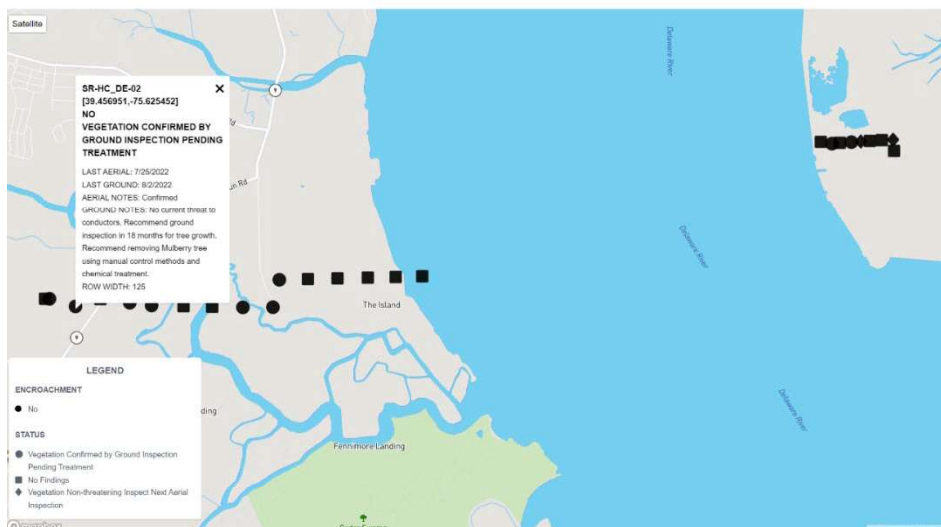 Satellite
Delaware River
SR-HC_DE-02
[39.456951,-75.625452]
NO
VEGETATION CONFIRMED BY
GROUND INSPECTION PENDING
TREATMENT
LAST AERIAL: 7/25/2022
LAST GROUND: 8/2/2022
AERIAL NOTES: Confirmed
GROUND NOTES: No current threat to
conductors. Recommend ground
inspection in 18 months for tree growth.
Recommend removing Mulberry tree
using manual control methods and
chemical treatment.
ROW WIDTH: 125
9
Rd
Rd
Delaware River
The Island
9
LEGEND
ENCROACHMENT
No
STATUS
Vegetation Confirmed by Ground Inspection
Pending Treatment
No Findings
Vegetation Non-threatening Inspect Next Aerial
Inspection
Delaware River
Fennimore Landing